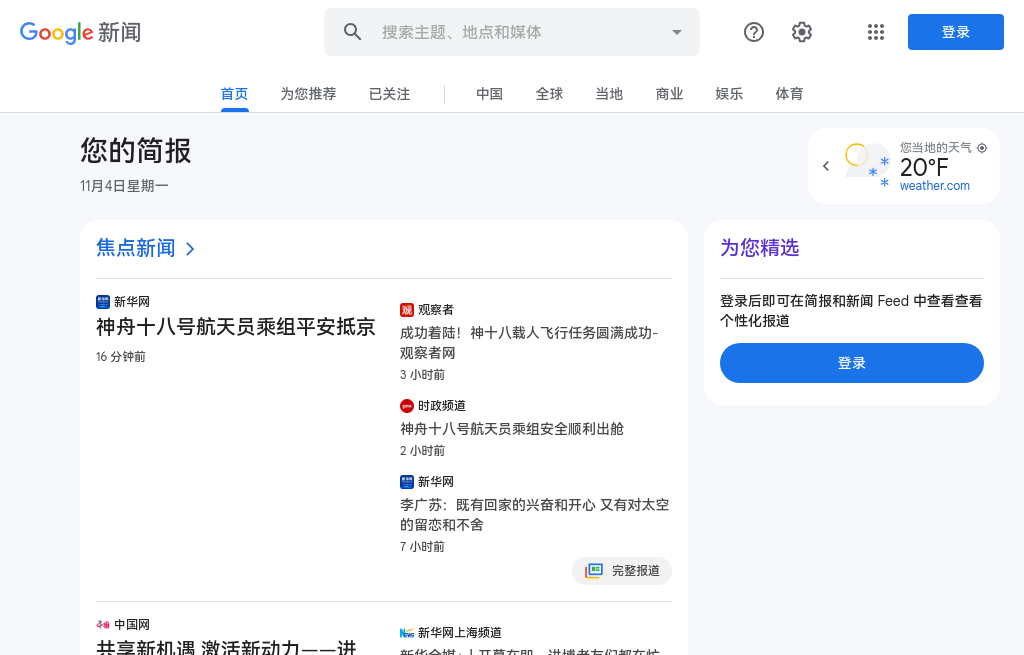 Google 新闻
搜索主题、地点和媒体
登录
首页
为您推荐
已关注
中国
全球
当地
商业
娱乐
体育
您的简报
11月4日星期一
您当地的天气
20°F
weather.com
焦点新闻
新华网
神舟十八号航天员乘组平安抵京
16 分钟前
观察者
成功着陆！神十八载人飞行任务圆满成功-
观察者网
3 小时前
时政频道
神舟十八号航天员乘组安全顺利出舱
2 小时前
新华网
李广苏：既有回家的兴奋和开心 又有对太空
的留恋和不舍
7 小时前
完整报道
为您精选
登录后即可在简报和新闻 Feed 中查看查看
个性化报道
登录
中国网
共享新机遇 激活新动力——进
新华网上海频道
新华全媒+丨开幕在即，进博老友们都在忙